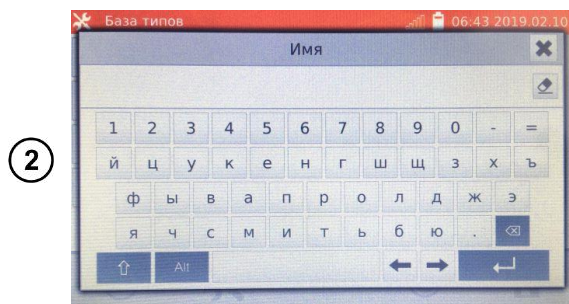 База типов 06:43 2019.02.10
Имя
2
1 2 3 4 5 6 7 8 9 0 - =
й ц у к е н г ш щ з х ъ
ф ы в а п р о л д ж э
я ч с м и т ь б ю .
Alt